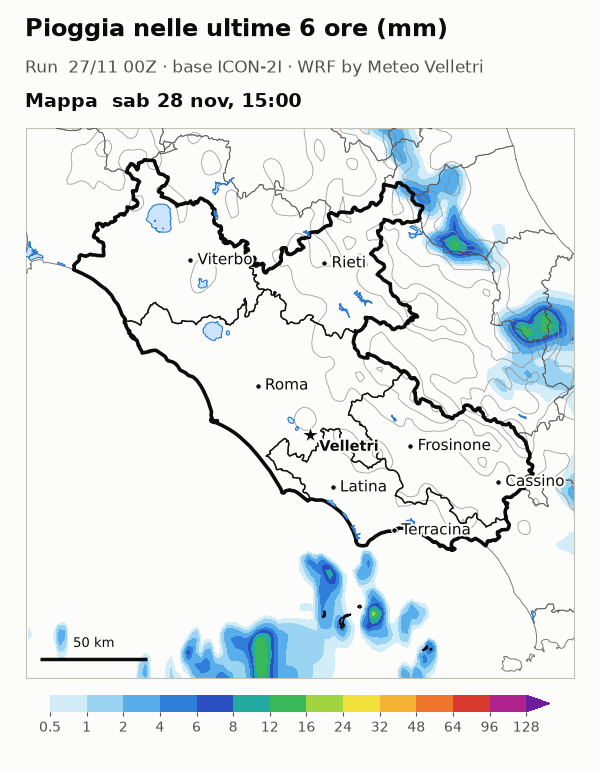 Pioggia nelle ultime 6 ore (mm)
Run  27/11 00Z · base ICON-2I · WRF by Meteo Velletri
Mappa  sab 28 nov, 15:00
Viterbo
Rieti
Roma
Velletri
Frosinone
Latina
Cassino
Terracina
50 km
0.5 1 2 4 6 8 12 16 24 32 48 64 96 128